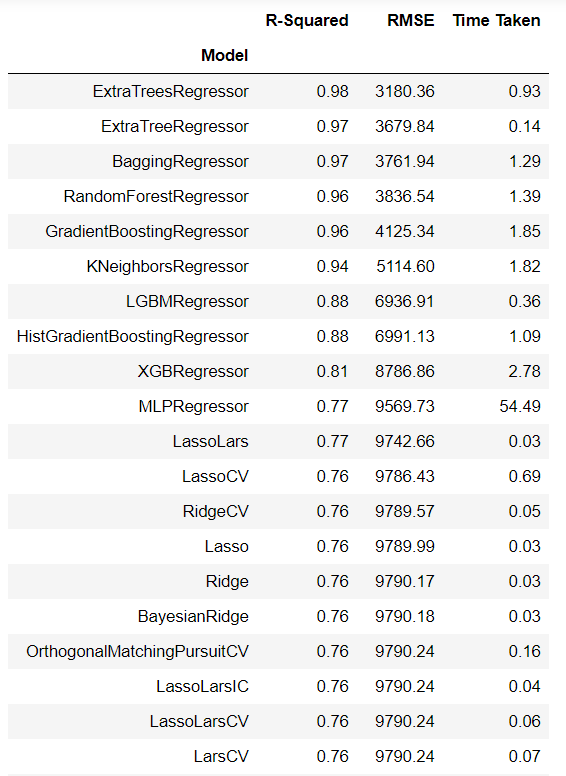 R-Squared RMSE Time Taken
Model
ExtraTreesRegressor 0.98 3180.36 0.93
ExtraTreeRegressor 0.97 3679.84 0.14
BaggingRegressor 0.97 3761.94 1.29
RandomForestRegressor 0.96 3836.54 1.39
GradientBoostingRegressor 0.96 4125.34 1.85
KNeighborsRegressor 0.94 5114.60 1.82
LGBMRegressor 0.88 6936.91 0.36
HistGradientBoostingRegressor 0.88 6991.13 1.09
XGBRegressor 0.81 8786.86 2.78
MLPRegressor 0.77 9569.73 54.49
LassoLars 0.77 9742.66 0.03
LassoCV 0.76 9786.43 0.69
RidgeCV 0.76 9789.57 0.05
Lasso 0.76 9789.99 0.03
Ridge 0.76 9790.17 0.03
BayesianRidge 0.76 9790.18 0.03
OrthogonalMatchingPursuitCV 0.76 9790.24 0.16
LassoLarsIC 0.76 9790.24 0.04
LassoLarsCV 0.76 9790.24 0.06
LarsCV 0.76 9790.24 0.07